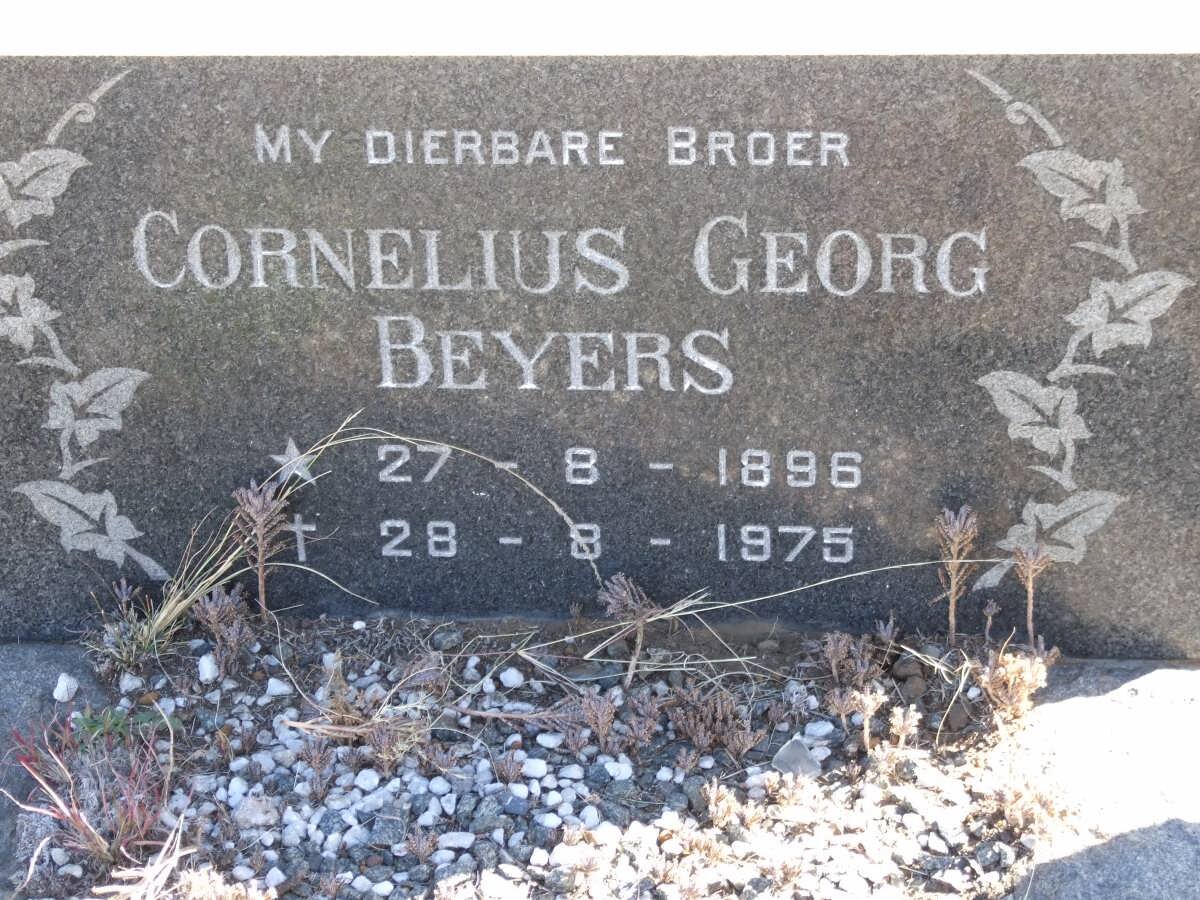 MY DIERBARE BROER
CORNELIUS GEORG
BEYERS
★ 27 - 8 - 1896
✝ 28 - 8 - 1975